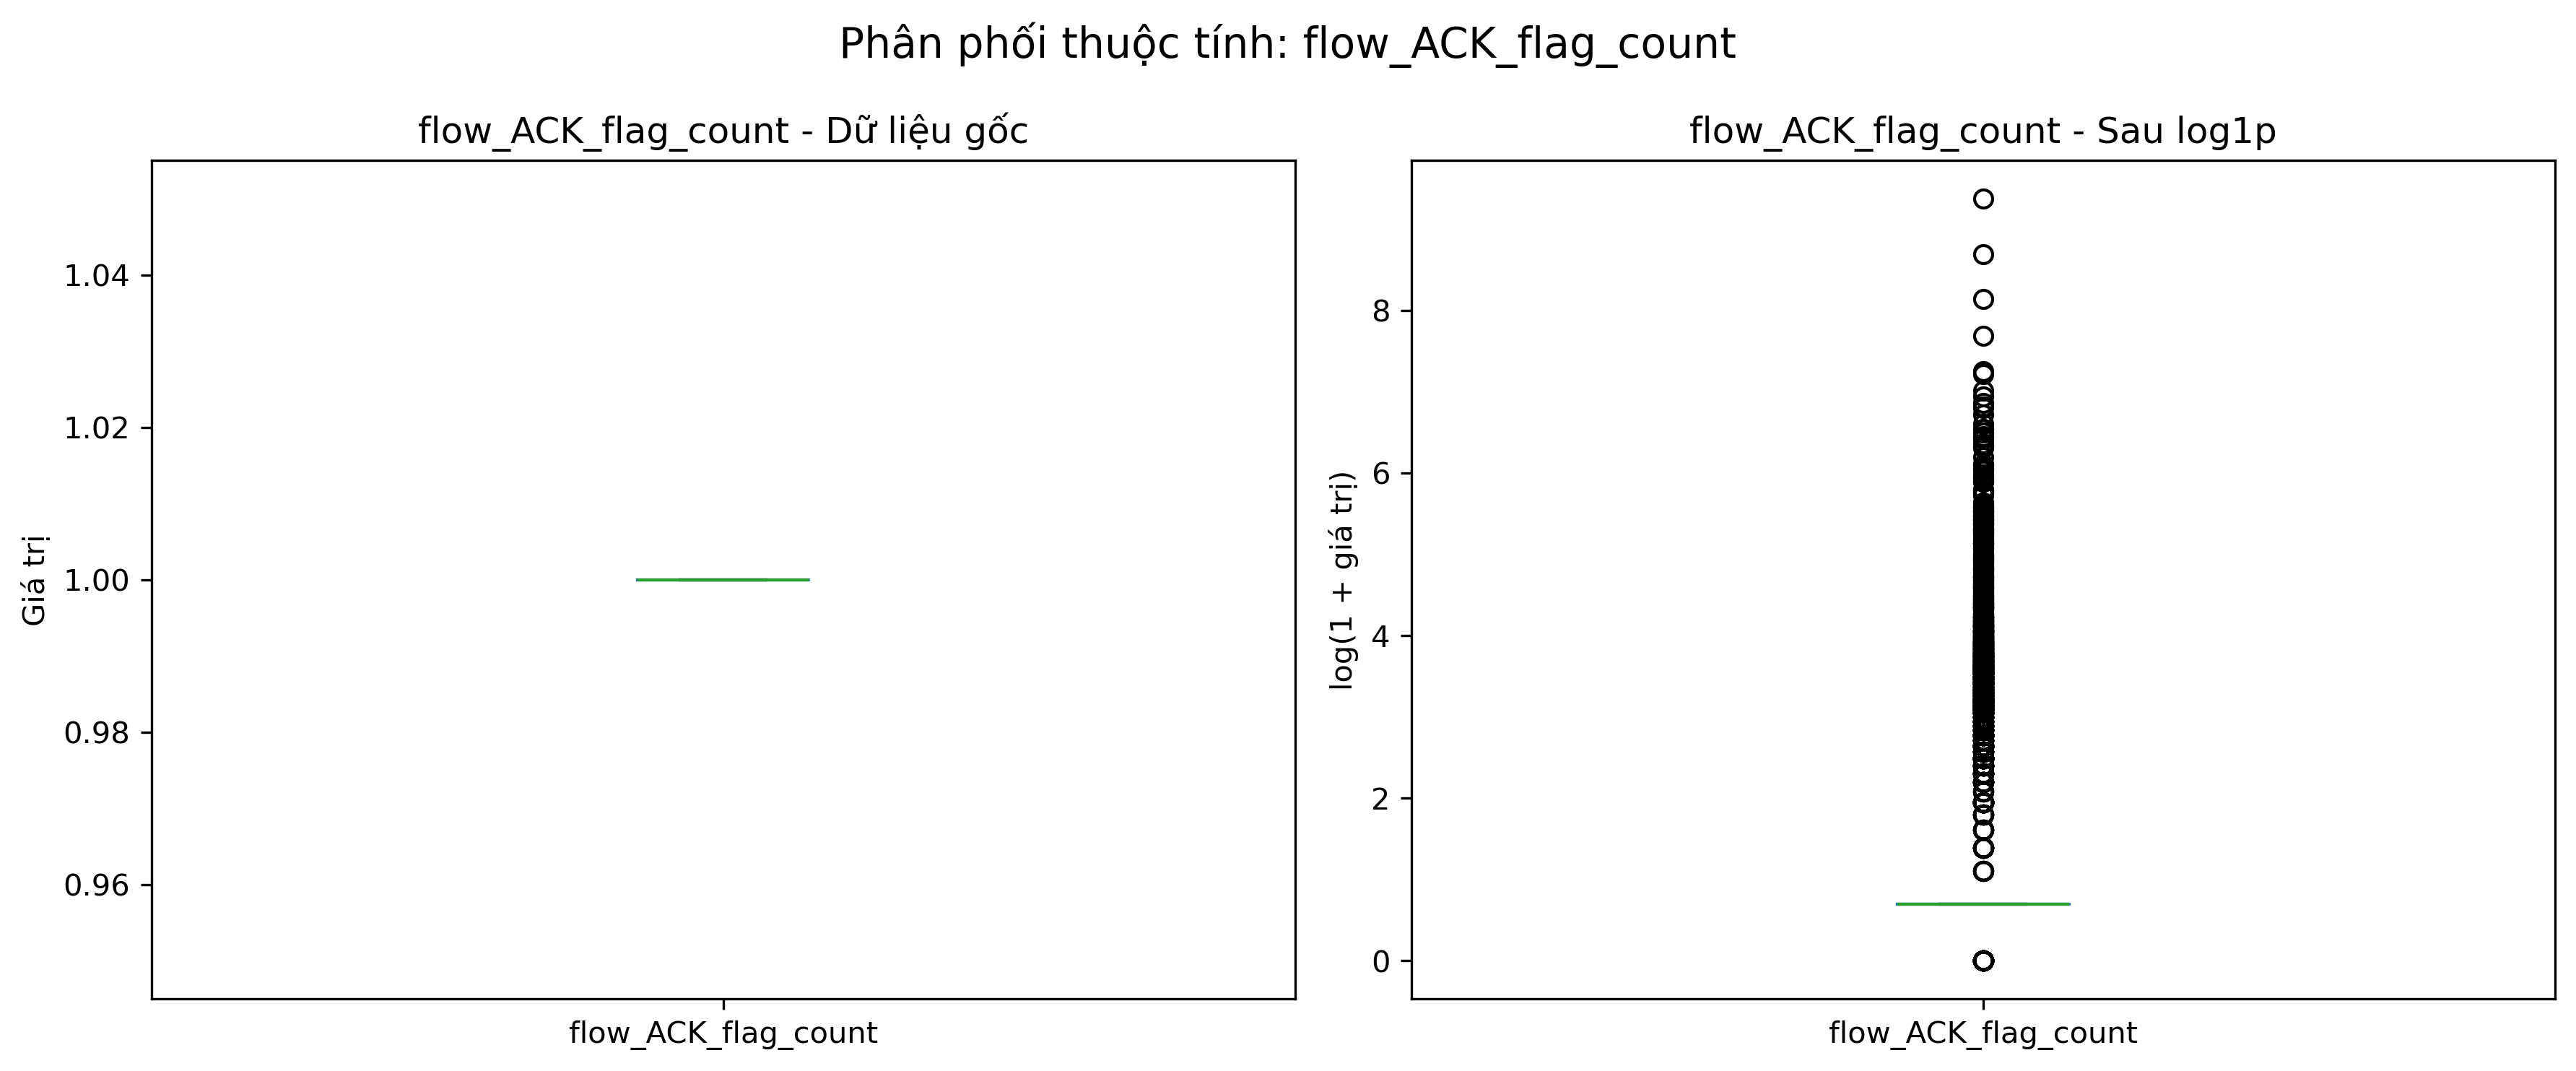 Phân phối thuộc tính: flow_ACK_flag_count
flow_ACK_flag_count - Dữ liệu gốc
Giá trị
1.04
1.02
1.00
0.98
0.96
flow_ACK_flag_count
flow_ACK_flag_count - Sau log1p
log(1 + giá trị)
8
6
4
2
0
flow_ACK_flag_count